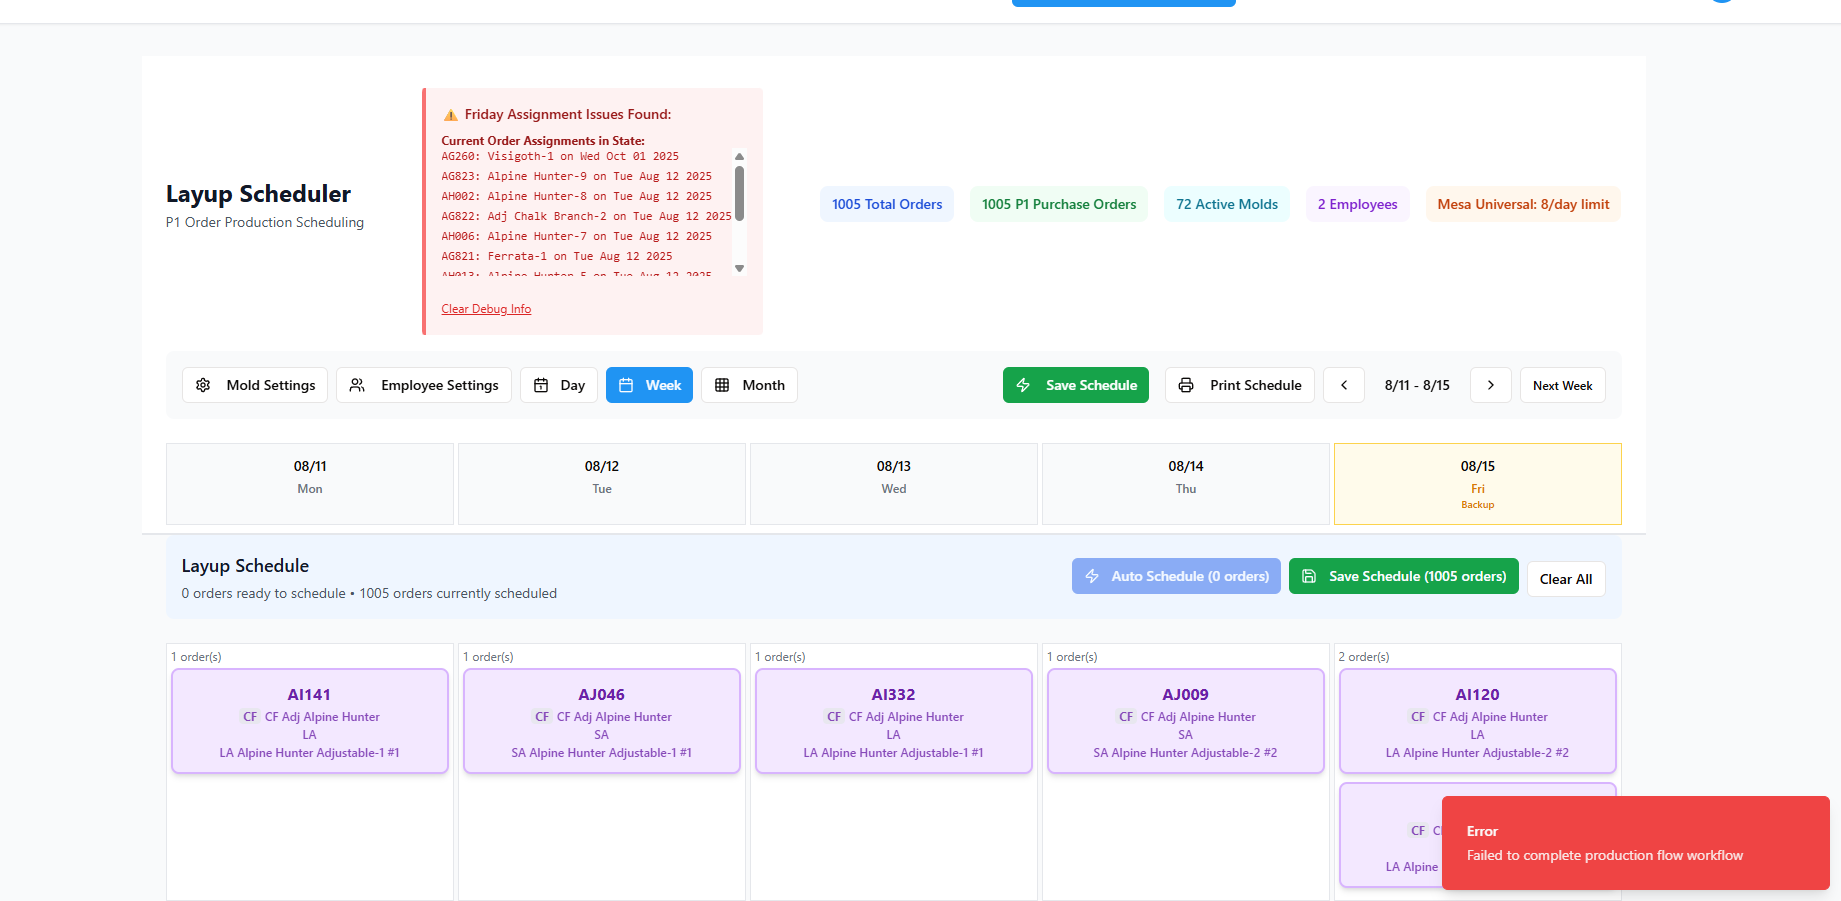 Layup Scheduler
P1 Order Production Scheduling
Friday Assignment Issues Found:
Current Order Assignments in State:
AG260: Visigoth-1 on Wed Oct 01 2025
AG823: Alpine Hunter-9 on Tue Aug 12 2025
AH002: Alpine Hunter-8 on Tue Aug 12 2025
AG822: Adj Chalk Branch-2 on Tue Aug 12 2025
AH006: Alpine Hunter-7 on Tue Aug 12 2025
AG821: Ferrata-1 on Tue Aug 12 2025
AH013: Alpine Hunter-5 on Tue Aug 12 2025
Clear Debug Info
1005 Total Orders
1005 P1 Purchase Orders
72 Active Molds
2 Employees
Mesa Universal: 8/day limit
Mold Settings
Employee Settings
Day
Week
Month
Save Schedule
Print Schedule
8/11 - 8/15
Next Week
08/11
Mon
08/12
Tue
08/13
Wed
08/14
Thu
08/15
Fri
Backup
Layup Schedule
0 orders ready to schedule • 1005 orders currently scheduled
Auto Schedule (0 orders)
Save Schedule (1005 orders)
Clear All
1 order(s)
AI141
CF CF Adj Alpine Hunter
LA
LA Alpine Hunter Adjustable-1 #1
1 order(s)
AJ046
CF CF Adj Alpine Hunter
SA
SA Alpine Hunter Adjustable-1 #1
1 order(s)
AI332
CF CF Adj Alpine Hunter
LA
LA Alpine Hunter Adjustable-1 #1
1 order(s)
AJ009
CF CF Adj Alpine Hunter
SA
SA Alpine Hunter Adjustable-2 #2
2 order(s)
AI120
CF CF Adj Alpine Hunter
LA
LA Alpine Hunter Adjustable-2 #2
CF
LA Alpine
Error
Failed to complete production flow workflow